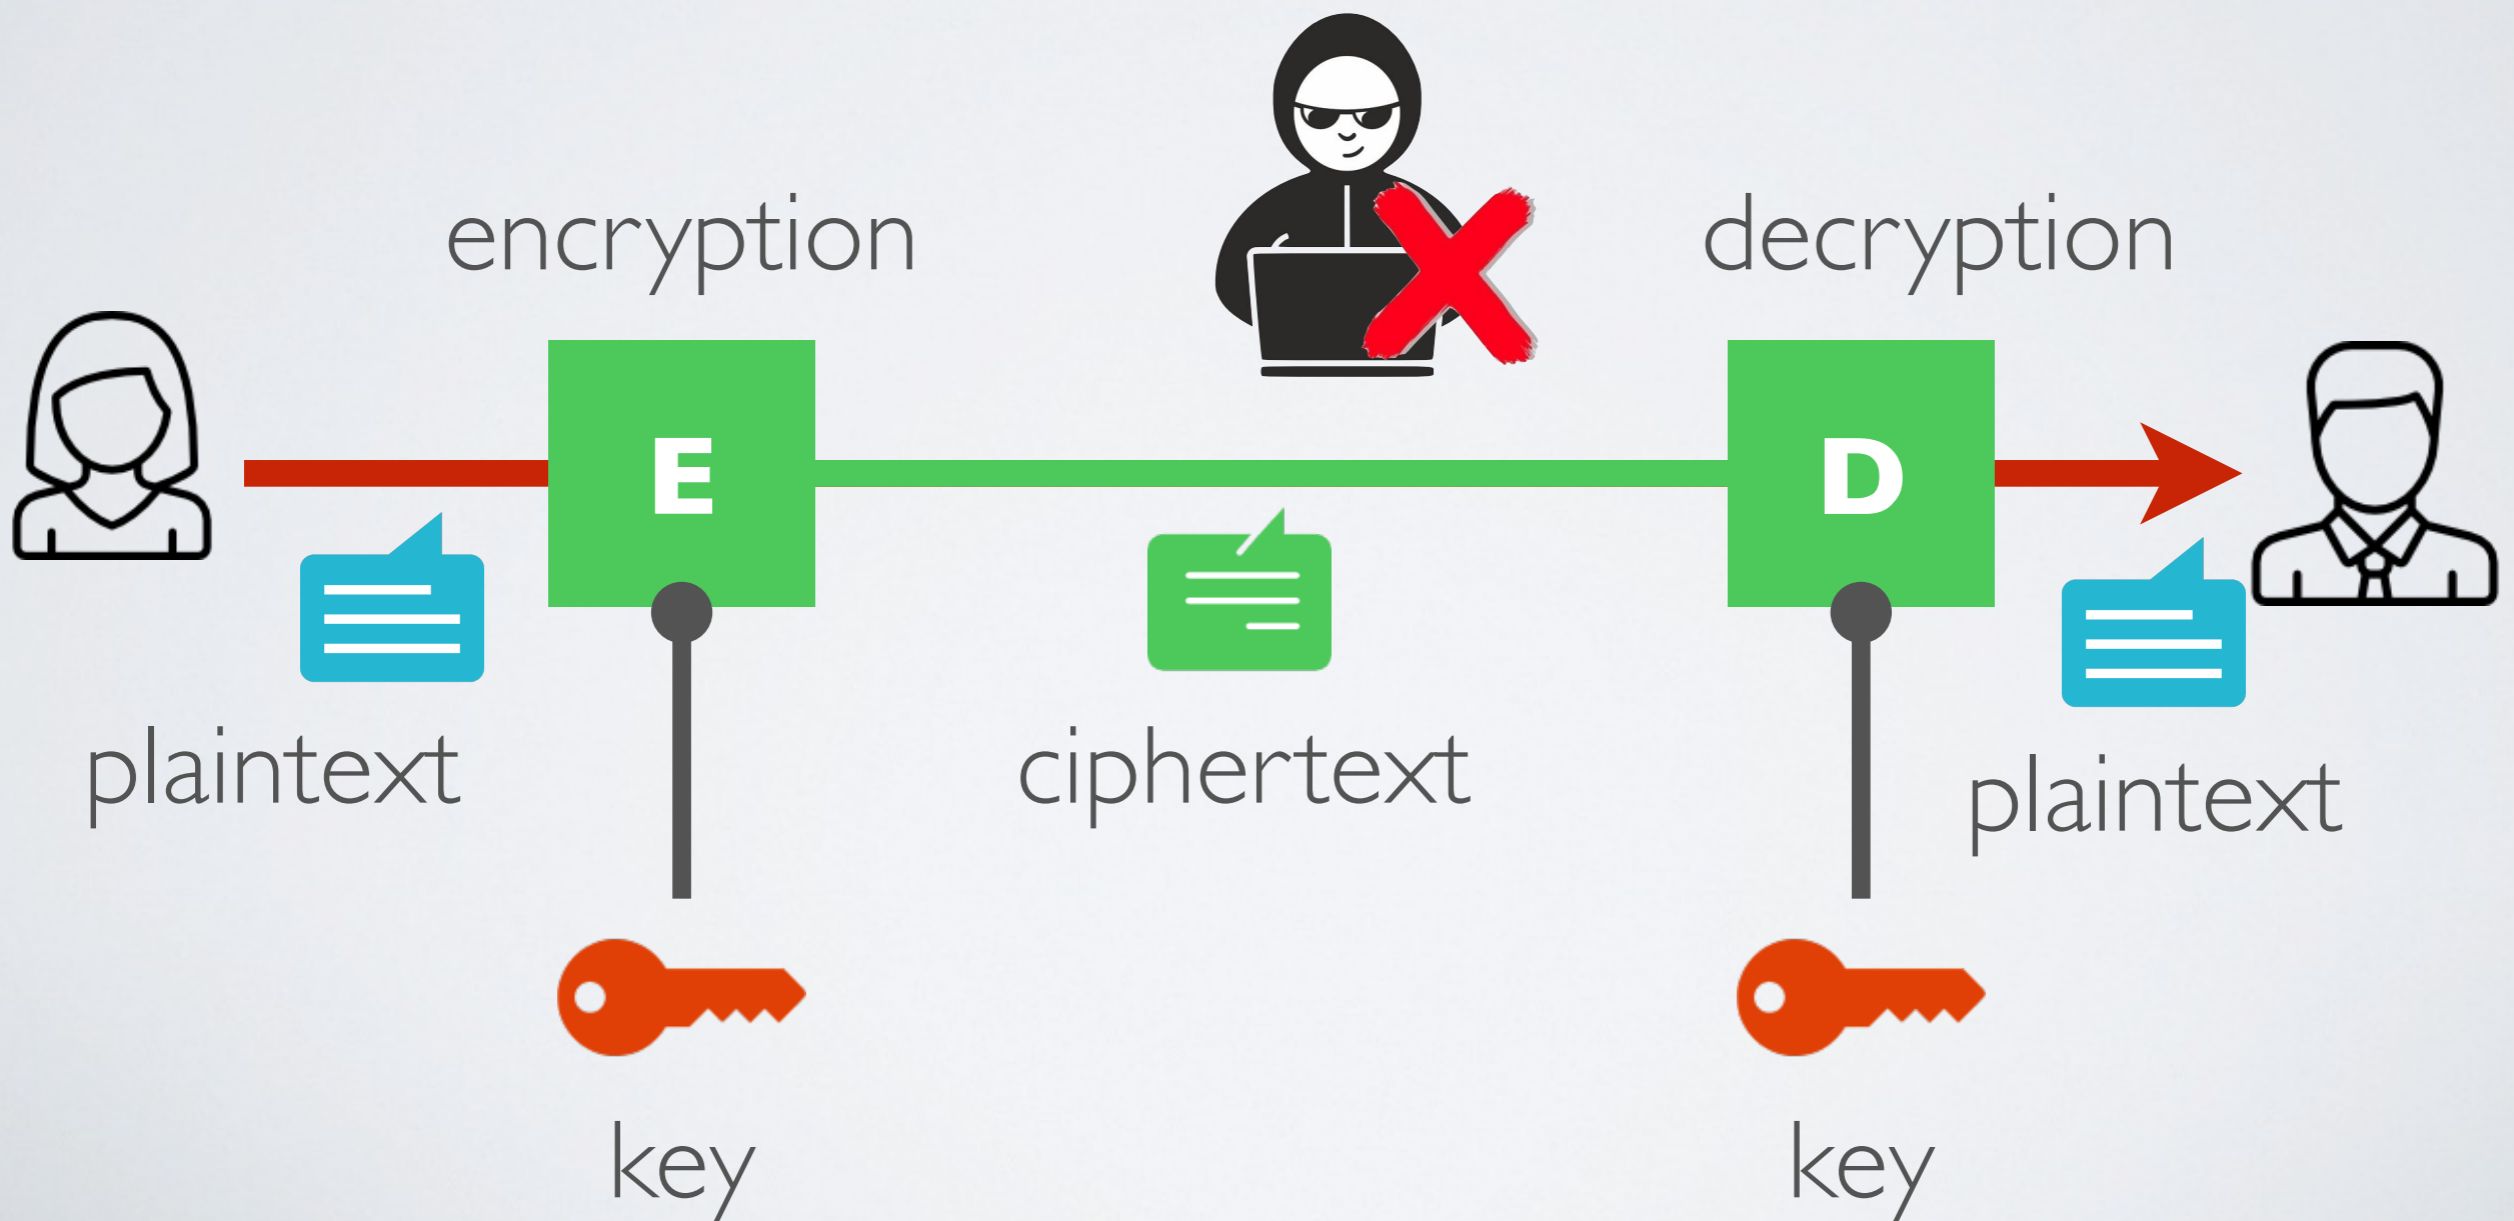 encryption
decryption
E
D
plaintext
ciphertext
plaintext
key
key